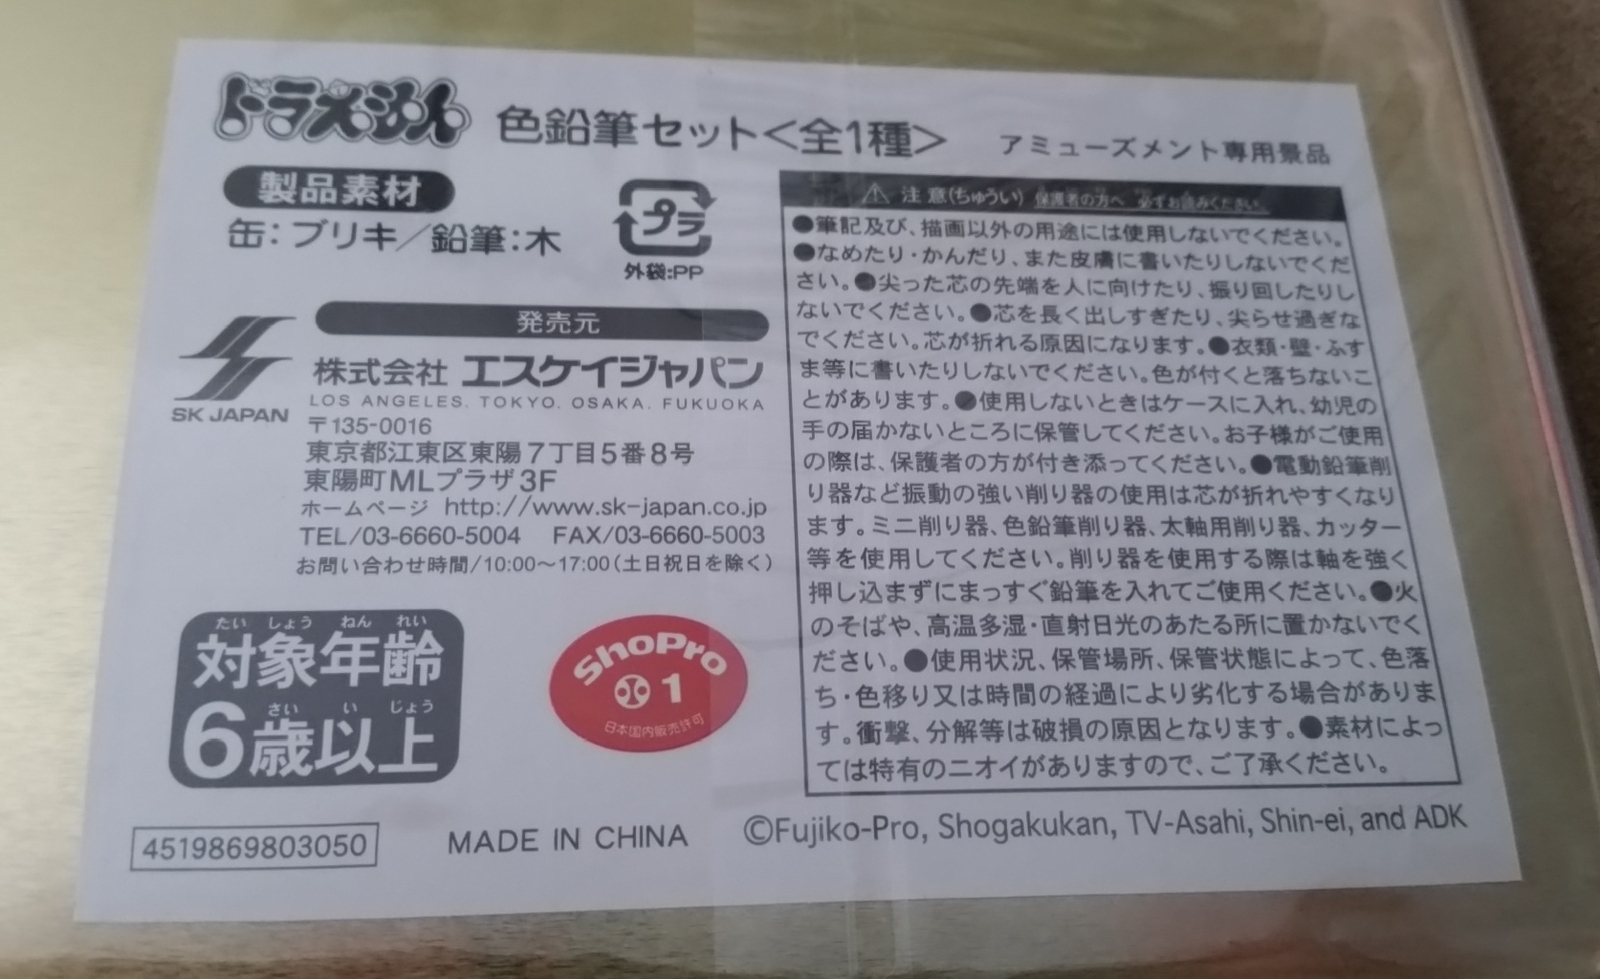 ドラえもん 色鉛筆セット＜全1種＞ アミューズメント専用景品
製品素材
缶：ブリキ／鉛筆：木
プラ
外袋:PP
発売元
SK JAPAN
株式会社 エスケイジャパン
LOS ANGELES. TOKYO. OSAKA. FUKUOKA
〒135-0016
東京都江東区東陽7丁目5番8号
東陽町MLプラザ3F
ホームページ http://www.sk-japan.co.jp
TEL/03-6660-5004 FAX/03-6660-5003
お問い合わせ時間/10:00～17:00(土日祝日を除く)
たい しょう ねん れい
対象年齢
さい い じょう
6歳以上
ShoPro
1
日本国内販売許可
4519869803050
MADE IN CHINA
⚠ 注意(ちゅうい) 保護者の方へ 必ずお読みください。
●筆記及び、描画以外の用途には使用しないでください。
●なめたり・かんだり、また皮膚に書いたりしないでくだ
さい。●尖った芯の先端を人に向けたり、振り回したりし
ないでください。●芯を長く出しすぎたり、尖らせ過ぎな
でください。芯が折れる原因になります。●衣類・壁・ふす
ま等に書いたりしないでください。色が付くと落ちないこ
とがあります。●使用しないときはケースに入れ、幼児の
手の届かないところに保管してください。お子様がご使用
の際は、保護者の方が付き添ってください。●電動鉛筆削
り器など振動の強い削り器の使用は芯が折れやすくなり
ます。ミニ削り器、色鉛筆削り器、太軸用削り器、カッター
等を使用してください。削り器を使用する際は軸を強く
押し込まずにまっすぐ鉛筆を入れてご使用ください。●火
のそばや、高温多湿・直射日光のあたる所に置かないでく
ださい。●使用状況、保管場所、保管状態によって、色落
ち・色移り又は時間の経過により劣化する場合がありま
す。衝撃、分解等は破損の原因となります。●素材によっ
ては特有のニオイがありますので、ご了承ください。
©Fujiko-Pro, Shogakukan, TV-Asahi, Shin-ei, and ADK